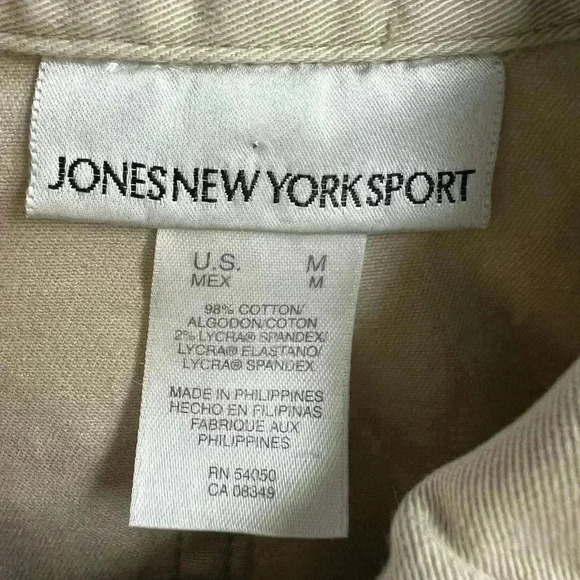 JONES NEW YORK SPORT
U.S. M
MEX M
98% COTTON/
ALGODON/COTON
2% LYCRA® SPANDEX/
LYCRA® ELASTANO/
LYCRA® SPANDEX
MADE IN PHILIPPINES
HECHO EN FILIPINAS
FABRIQUE AUX
PHILIPPINES
RN 54050
CA 08349